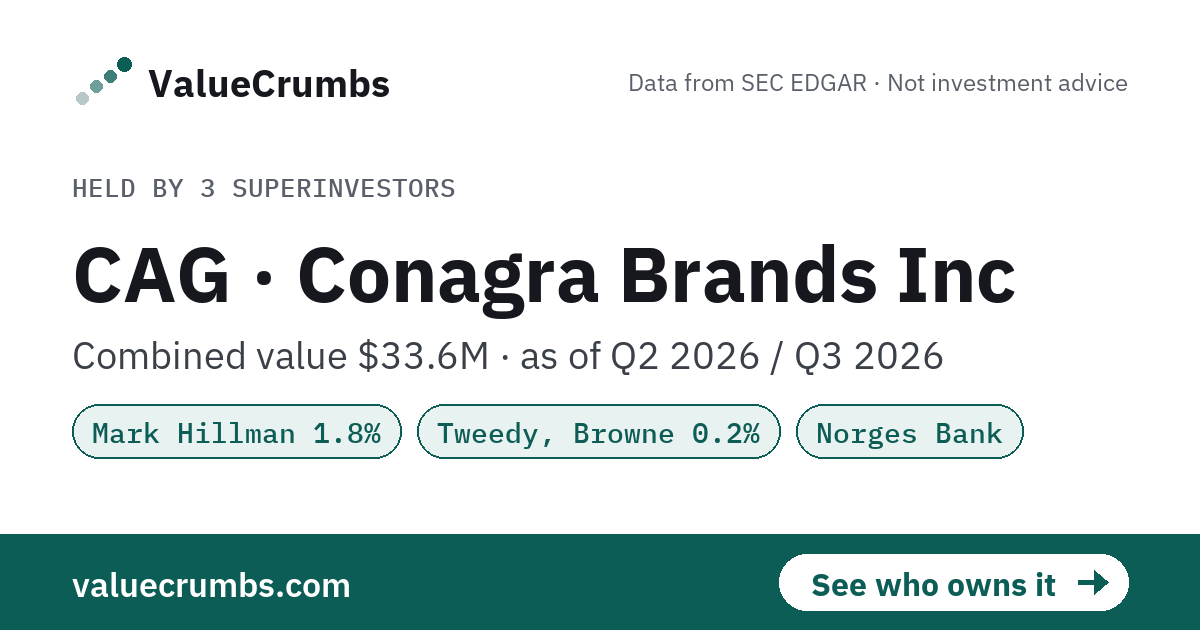 ValueCrumbs
Data from SEC EDGAR · Not investment advice
HELD BY 3 SUPERINVESTORS
CAG · Conagra Brands Inc
Combined value $33.6M · as of Q2 2026 / Q3 2026
Mark Hillman 1.8%
Tweedy, Browne 0.2%
Norges Bank
valuecrumbs.com
See who owns it →